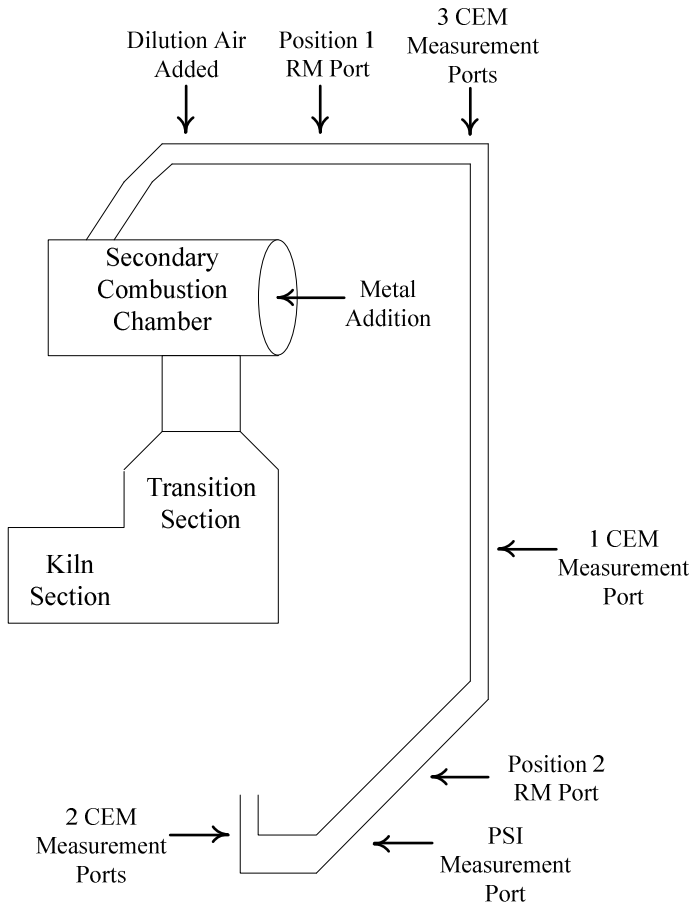 Dilution Air
Added
Position 1
RM Port
3 CEM
Measurement
Ports
Secondary
Combustion
Chamber
Metal
Addition
Transition
Section
Kiln
Section
1 CEM
Measurement
Port
Position 2
RM Port
2 CEM
Measurement
Ports
PSI
Measurement
Port